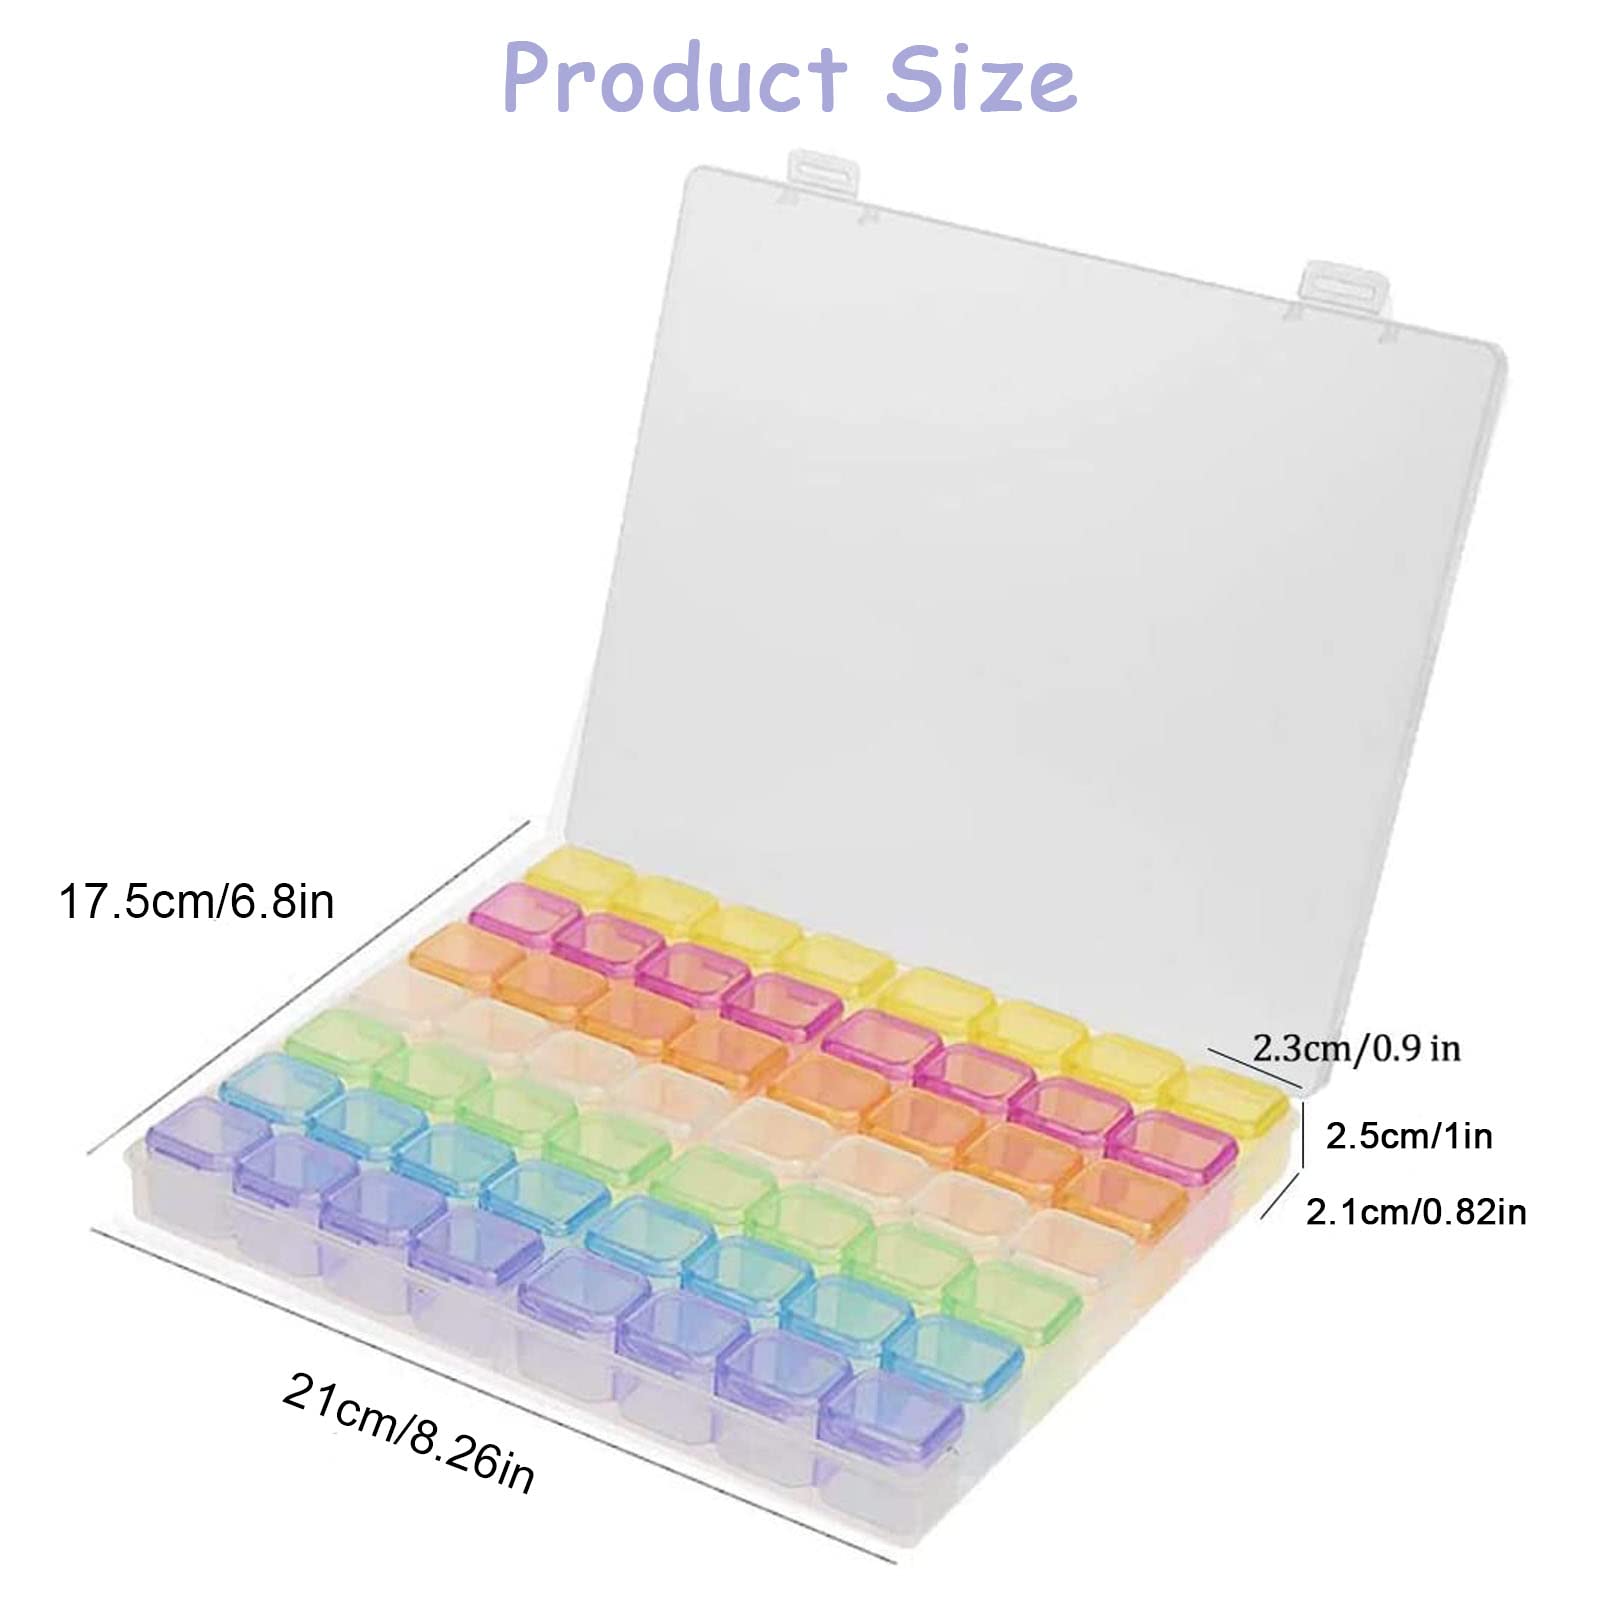 Product Size
17.5cm/6.8in
2.3cm/0.9 in
2.5cm/1in
2.1cm/0.82in
21cm/8.26in